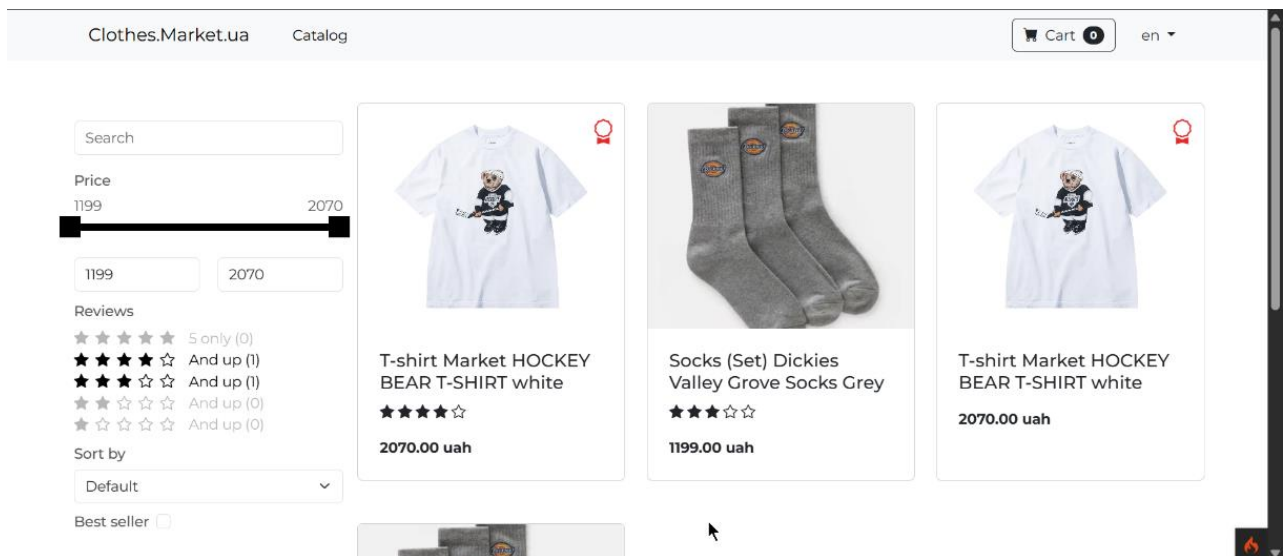 Clothes.Market.ua
Catalog
Cart 0
en
Search
Price
1199 2070
1199 2070
Reviews
5 only (0)
And up (1)
And up (1)
And up (0)
And up (0)
Sort by
Default
Best seller
T-shirt Market HOCKEY
BEAR T-SHIRT white
2070.00 uah
Socks (Set) Dickies
Valley Grove Socks Grey
1199.00 uah
T-shirt Market HOCKEY
BEAR T-SHIRT white
2070.00 uah